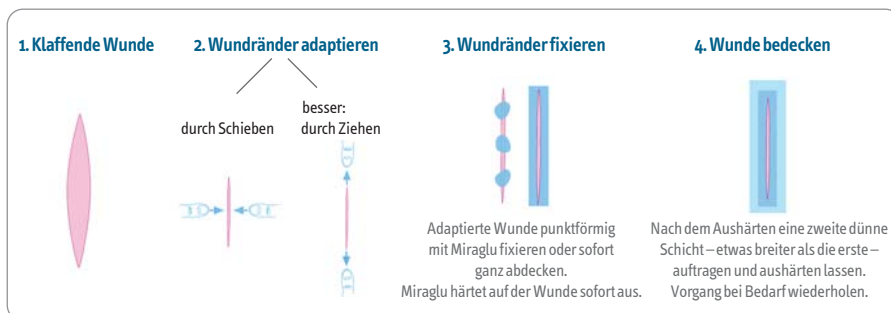 1. Klaffende Wunde
2. Wundränder adaptieren
durch Schieben
besser:
durch Ziehen
3. Wundränder fixieren
Adaptierte Wunde punktförmig
mit Miraglu fixieren oder sofort
ganz abdecken.
Miraglu härtet auf der Wunde sofort aus.
4. Wunde bedecken
Nach dem Aushärten eine zweite dünne
Schicht – etwas breiter als die erste –
auftragen und aushärten lassen.
Vorgang bei Bedarf wiederholen.